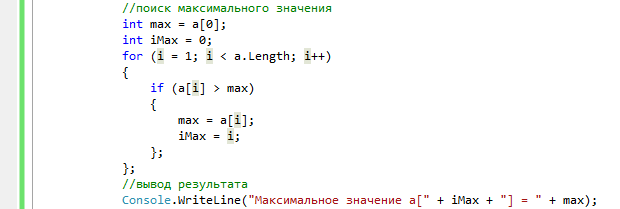 //поиск максимального значения
int max = a[0];
int iMax = 0;
for (i = 1; i < a.Length; i++)
{
if (a[i] > max)
{
max = a[i];
iMax = i;
};
};
//вывод результата
Console.WriteLine("Максимальное значение a[" + iMax + "] = " + max);